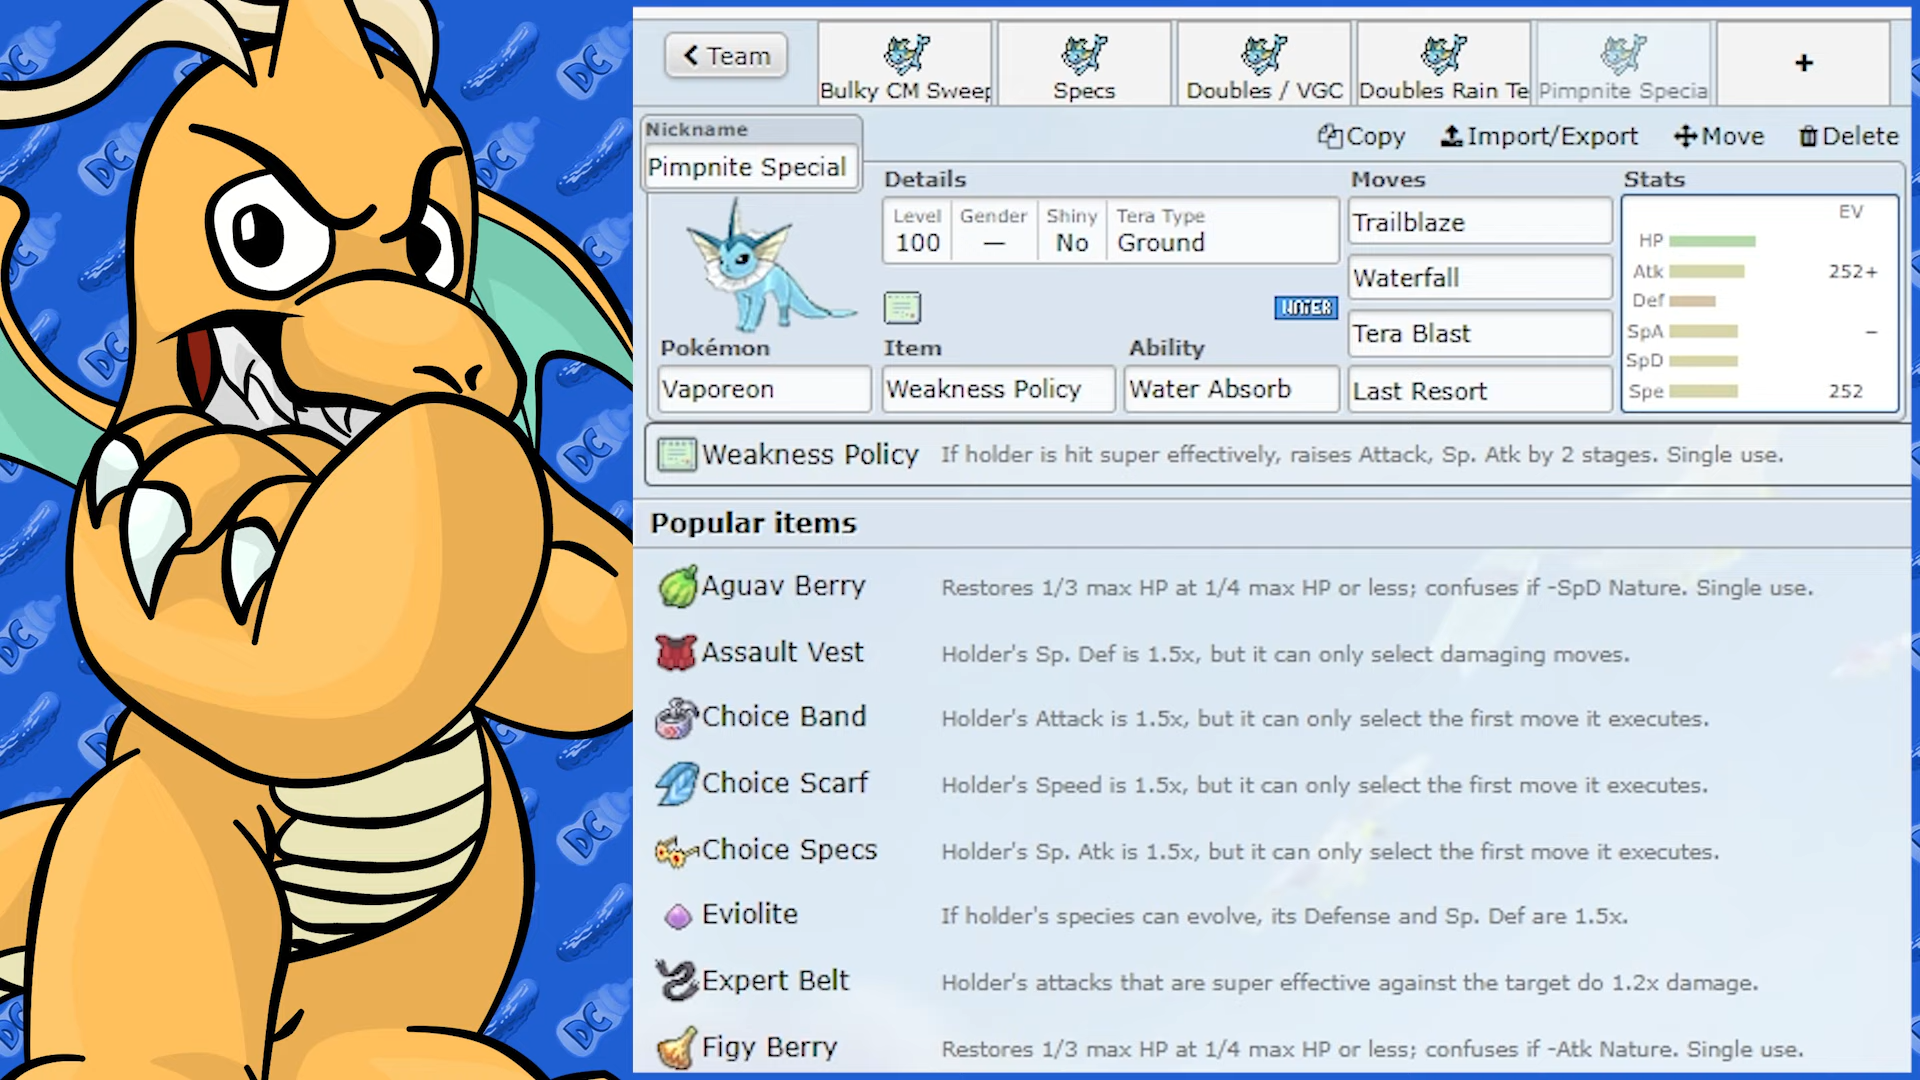 Team
Bulky CM Sweep
Specs
Doubles / VGC
Doubles Rain Te
Pimpnite Specia
+
Nickname
Pimpnite Special
Copy
Import/Export
Move
Delete
Details
Moves
Stats
Level
100
Gender
—
Shiny
No
Tera Type
Ground
WATER
Pokémon
Vaporeon
Item
Weakness Policy
Ability
Water Absorb
Trailblaze
Waterfall
Tera Blast
Last Resort
EV
HP
Atk 252+
Def
SpA –
SpD
Spe 252
Weakness Policy If holder is hit super effectively, raises Attack, Sp. Atk by 2 stages. Single use.
Popular items
Aguav Berry Restores 1/3 max HP at 1/4 max HP or less; confuses if -SpD Nature. Single use.
Assault Vest Holder's Sp. Def is 1.5x, but it can only select damaging moves.
Choice Band Holder's Attack is 1.5x, but it can only select the first move it executes.
Choice Scarf Holder's Speed is 1.5x, but it can only select the first move it executes.
Choice Specs Holder's Sp. Atk is 1.5x, but it can only select the first move it executes.
Eviolite If holder's species can evolve, its Defense and Sp. Def are 1.5x.
Expert Belt Holder's attacks that are super effective against the target do 1.2x damage.
Figy Berry Restores 1/3 max HP at 1/4 max HP or less; confuses if -Atk Nature. Single use.
DC
DC
DC
DC
DC
DC
DC
DC
DC